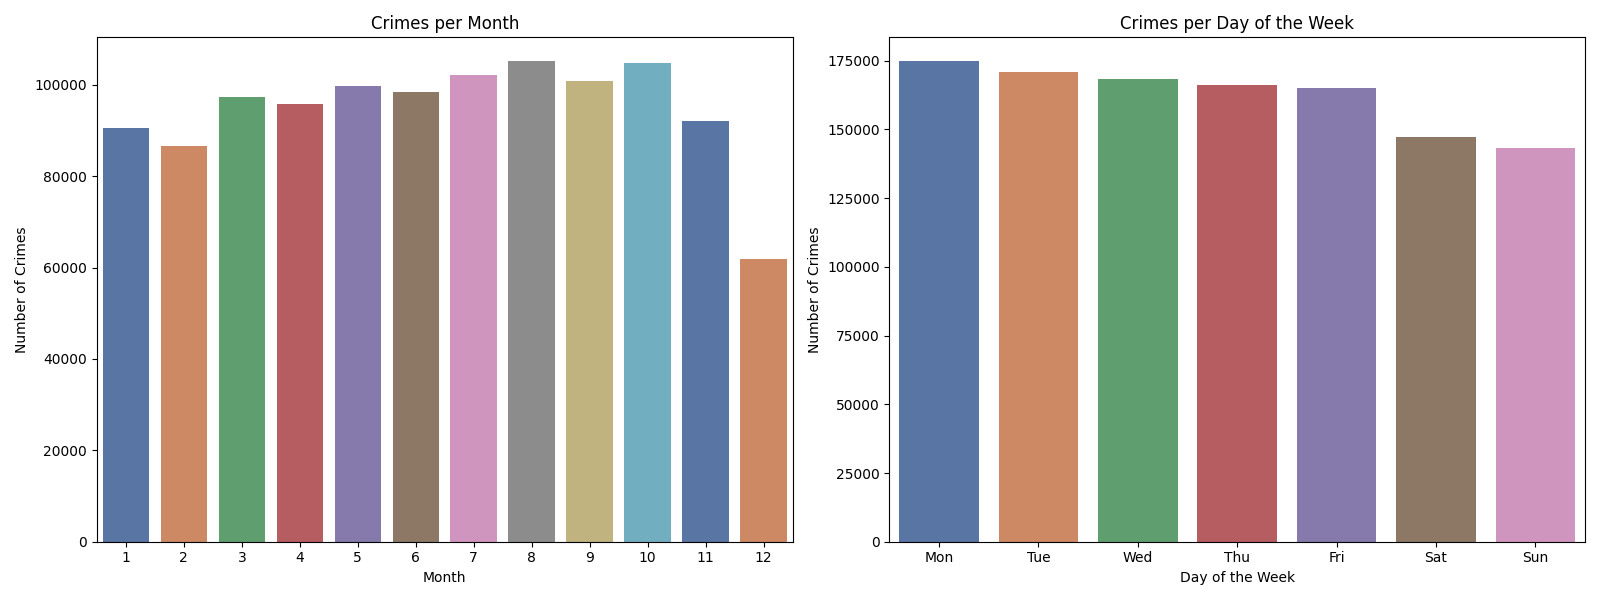 Crimes per Month
Number of Crimes
100000
80000
60000
40000
20000
0
1 2 3 4 5 6 7 8 9 10 11 12
Month
Crimes per Day of the Week
Number of Crimes
175000
150000
125000
100000
75000
50000
25000
0
Mon Tue Wed Thu Fri Sat Sun
Day of the Week